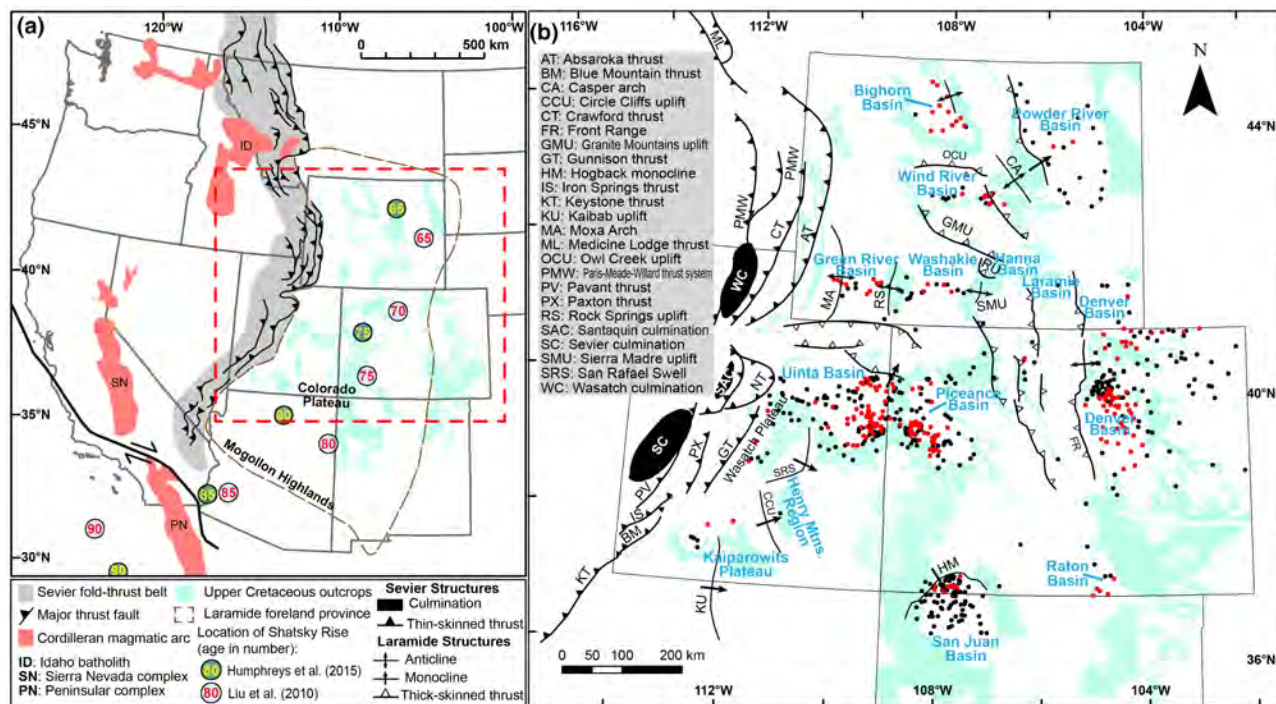 (a)
120°W
110°W
100°W
0
500 km
45°N
40°N
35°N
30°N
ID
SN
PN
65
65
70
75
75
80
80
85
85
90
90
Colorado
Plateau
Mogollon Highlands
Sevier fold-thrust belt
Major thrust fault
Cordilleran magmatic arc
ID: Idaho batholith
SN: Sierra Nevada complex
PN: Peninsular complex
Upper Cretaceous outcrops
Laramide foreland province
Location of Shatsky Rise
(age in number):
80
Humphreys et al. (2015)
80
Liu et al. (2010)
Sevier Structures
Culmination
Thin-skinned thrust
Laramide Structures
Anticline
Monocline
Thick-skinned thrust
(b)
116°W
112°W
108°W
104°W
AT: Absaroka thrust
BM: Blue Mountain thrust
CA: Casper arch
CCU: Circle Cliffs uplift
CT: Crawford thrust
FR: Front Range
GMU: Granite Mountains uplift
GT: Gunnison thrust
HM: Hogback monocline
IS: Iron Springs thrust
KT: Keystone thrust
KU: Kaibab uplift
MA: Moxa Arch
ML: Medicine Lodge thrust
OCU: Owl Creek uplift
PMW: Paris-Meade-Willard thrust system
PV: Pavant thrust
PX: Paxton thrust
RS: Rock Springs uplift
SAC: Santaquin culmination
SC: Sevier culmination
SMU: Sierra Madre uplift
SRS: San Rafael Swell
WC: Wasatch culmination
N
44°N
40°N
36°N
ML
PMW
PMW
CT
AT
WC
Bighorn
Basin
Powder River
Basin
OCU
CA
Wind River
Basin
GMU
Green River
Basin
Washakie
Basin
Hanna
Basin
Laramie
Basin
Denver
Basin
MA
RS
SMU
Uinta Basin
Piceance
Basin
Denver
Basin
FR
NT
SC
PX
GT
Wasatch Plateau
PV
IS
BM
KT
SRS
CCU
Henry Mtns.
Region
Kaiparowits
Plateau
KU
HM
San Juan
Basin
Raton
Basin
0 50 100 200 km
112°W
108°W
104°W